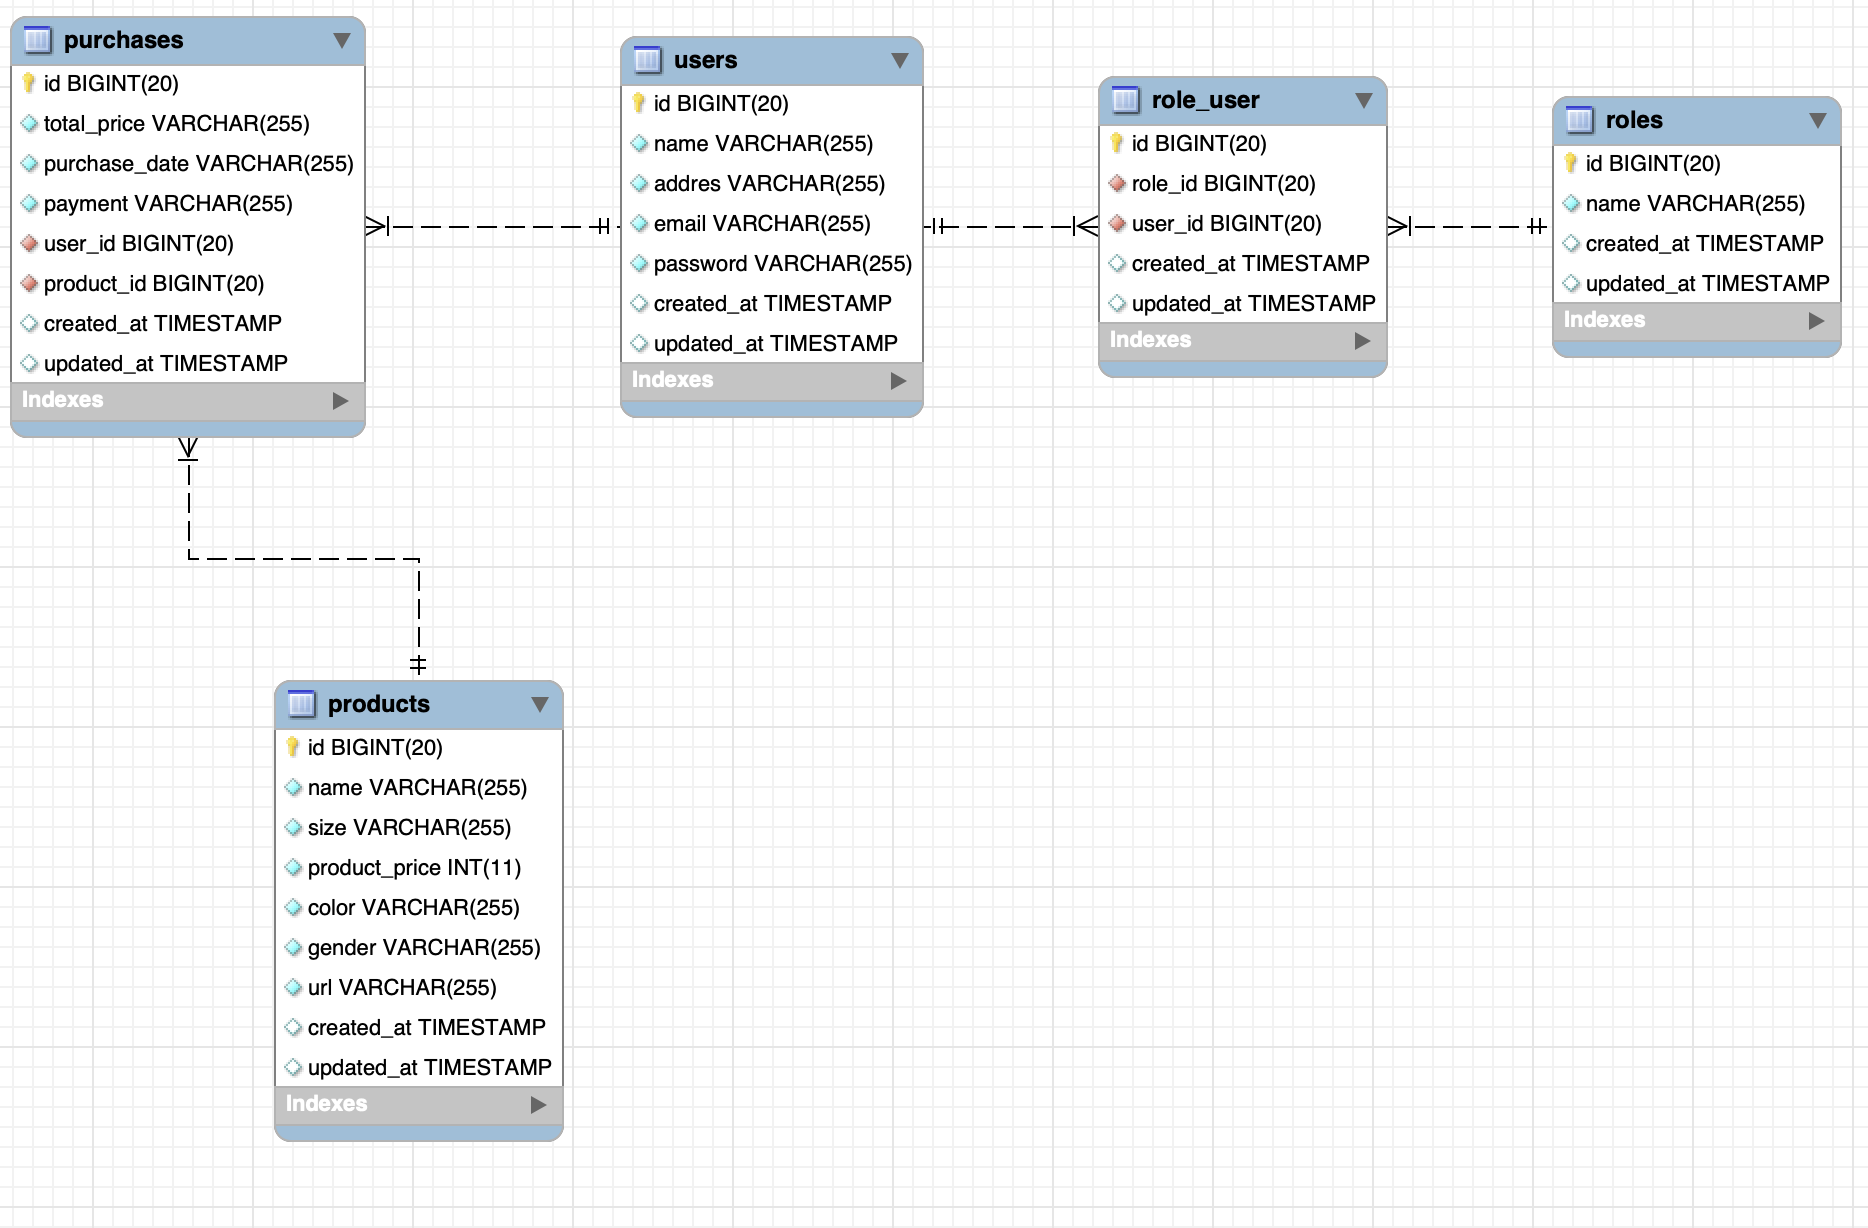 purchases
id BIGINT(20)
total_price VARCHAR(255)
purchase_date VARCHAR(255)
payment VARCHAR(255)
user_id BIGINT(20)
product_id BIGINT(20)
created_at TIMESTAMP
updated_at TIMESTAMP
Indexes
users
id BIGINT(20)
name VARCHAR(255)
addres VARCHAR(255)
email VARCHAR(255)
password VARCHAR(255)
created_at TIMESTAMP
updated_at TIMESTAMP
Indexes
role_user
id BIGINT(20)
role_id BIGINT(20)
user_id BIGINT(20)
created_at TIMESTAMP
updated_at TIMESTAMP
Indexes
roles
id BIGINT(20)
name VARCHAR(255)
created_at TIMESTAMP
updated_at TIMESTAMP
Indexes
products
id BIGINT(20)
name VARCHAR(255)
size VARCHAR(255)
product_price INT(11)
color VARCHAR(255)
gender VARCHAR(255)
url VARCHAR(255)
created_at TIMESTAMP
updated_at TIMESTAMP
Indexes